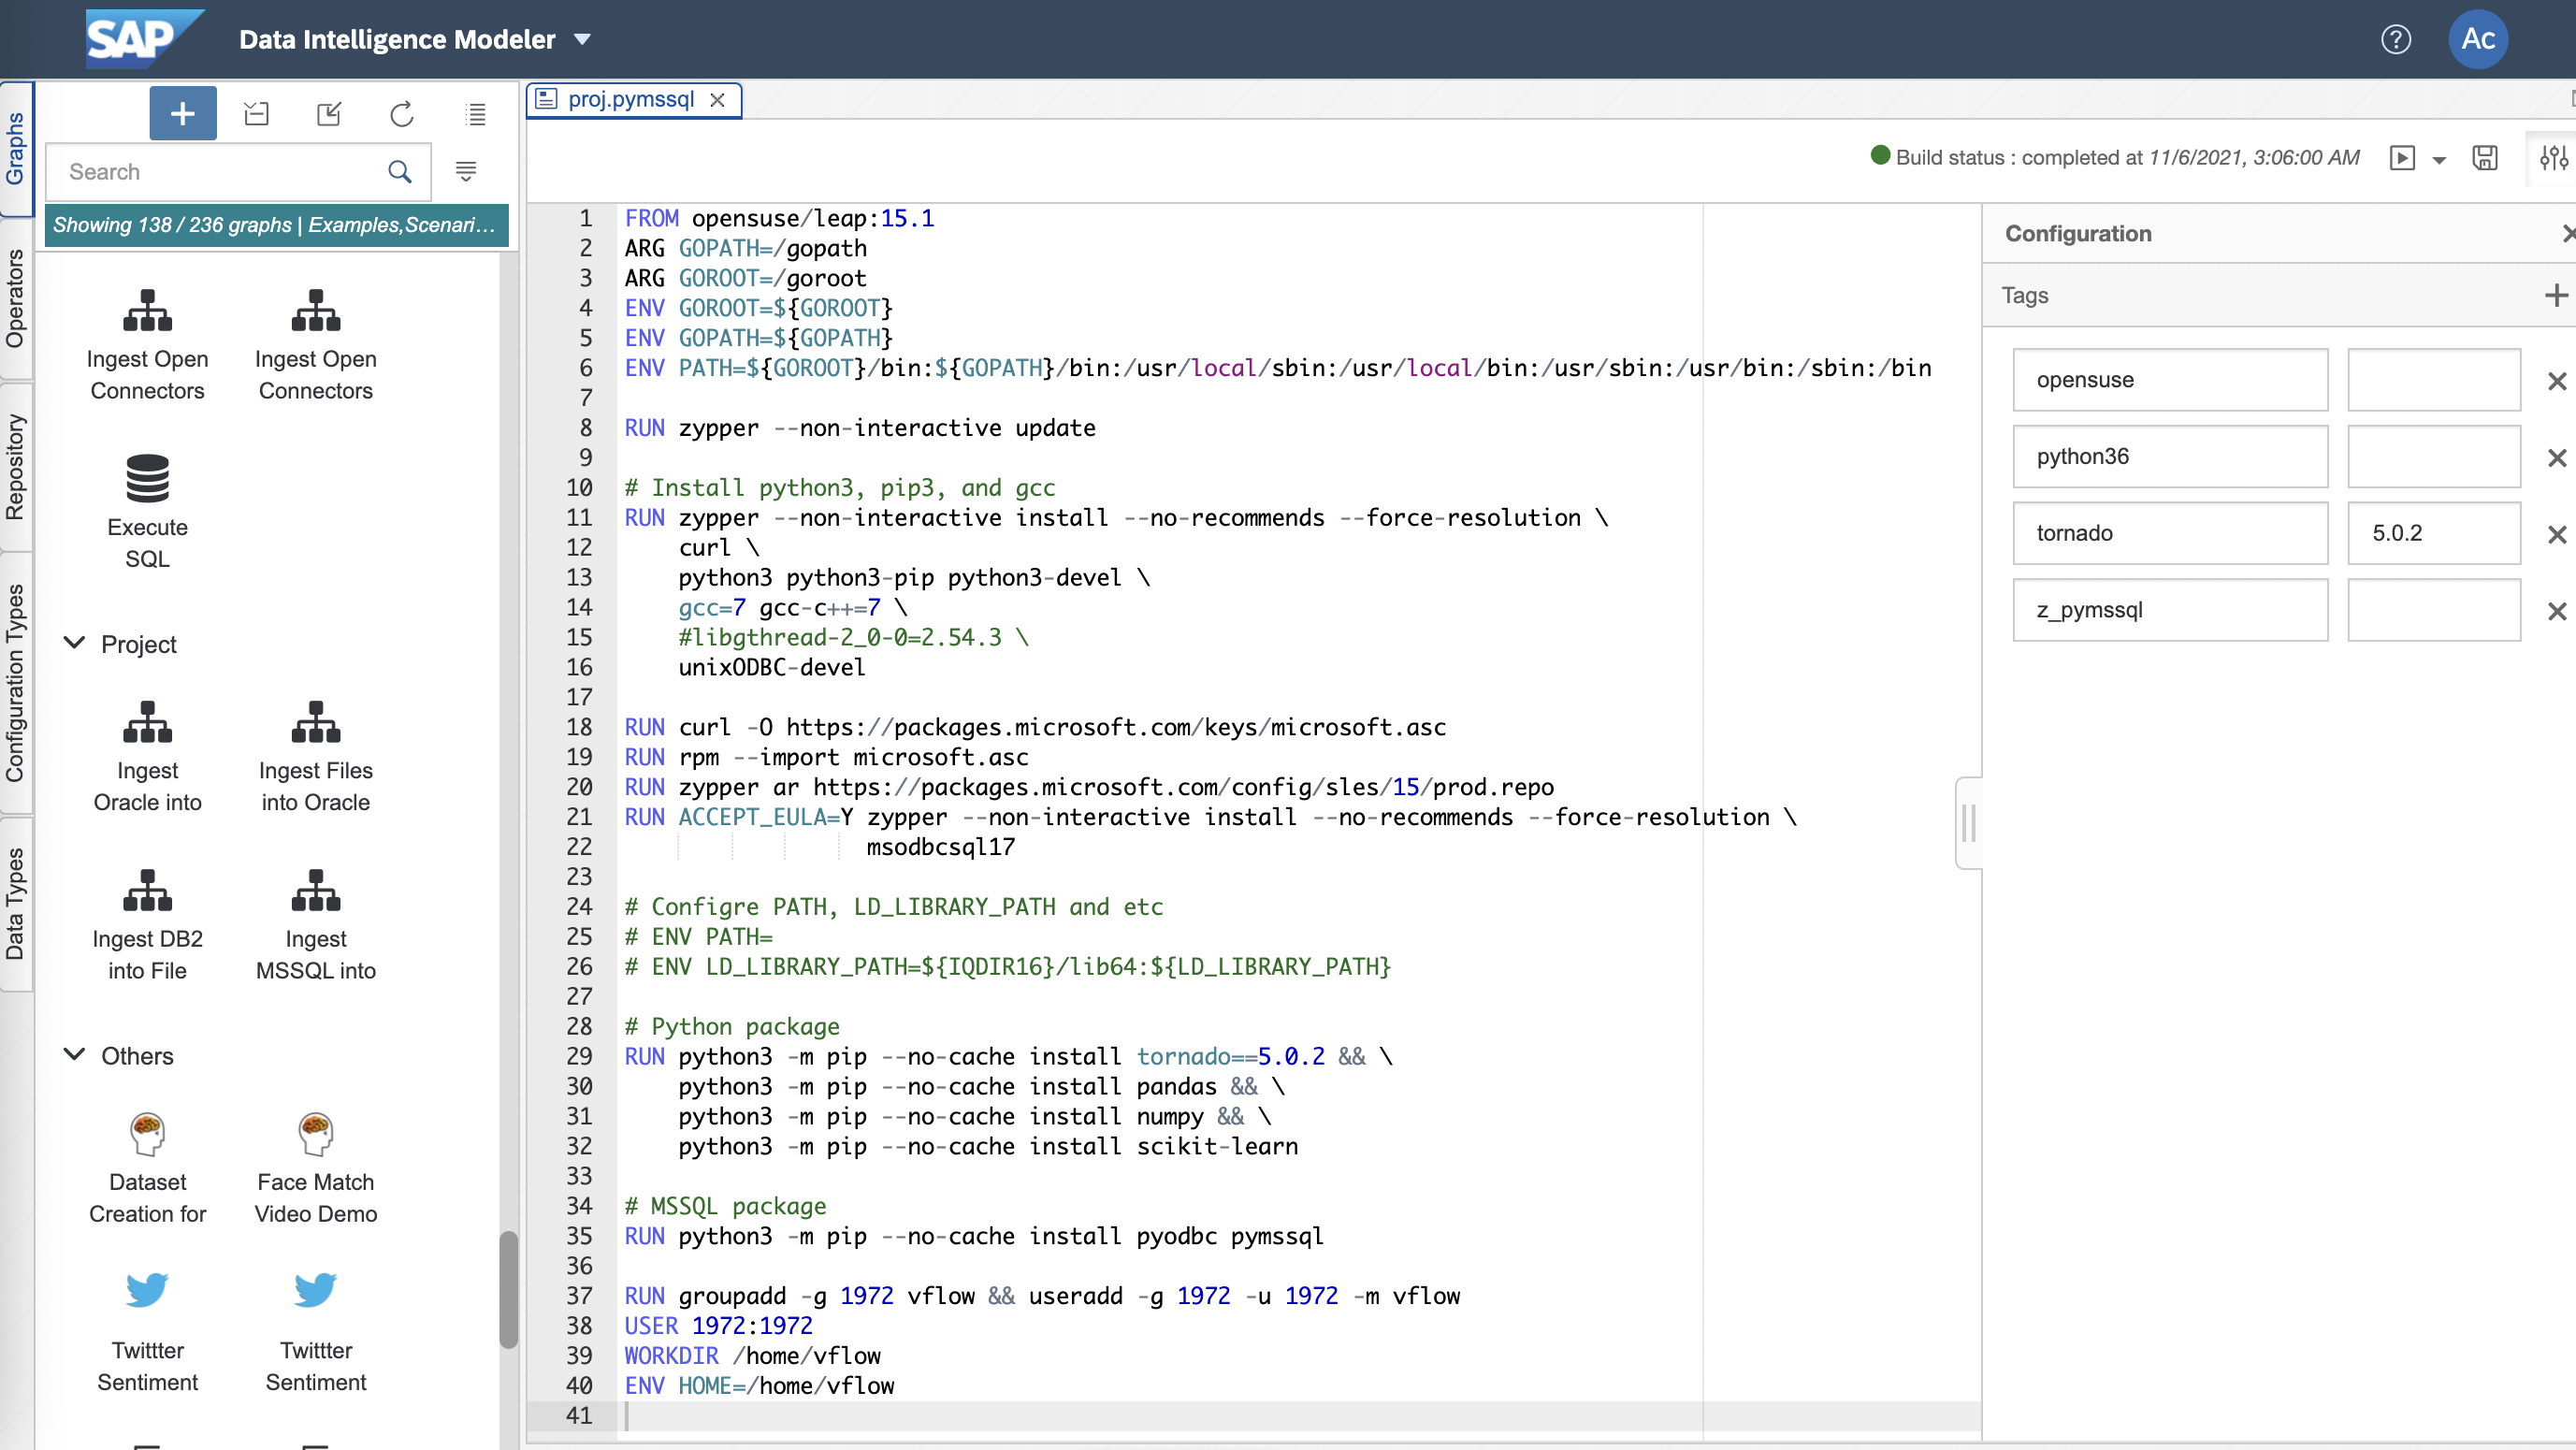 SAP
Data Intelligence Modeler
Ac
Graphs
Operators
Repository
Configuration Types
Data Types
Search
Showing 138 / 236 graphs | Examples,Scenari...
Ingest Open
Connectors
Ingest Open
Connectors
Execute
SQL
Project
Ingest
Oracle into
Ingest Files
into Oracle
Ingest DB2
into File
Ingest
MSSQL into
Others
Dataset
Creation for
Face Match
Video Demo
Twittter
Sentiment
Twittter
Sentiment
proj.pymssql
Build status : completed at 11/6/2021, 3:06:00 AM
1 FROM opensuse/leap:15.1
2 ARG GOPATH=/gopath
3 ARG GOROOT=/goroot
4 ENV GOROOT=${GOROOT}
5 ENV GOPATH=${GOPATH}
6 ENV PATH=${GOROOT}/bin:${GOPATH}/bin:/usr/local/sbin:/usr/local/bin:/usr/sbin:/usr/bin:/sbin:/bin
7
8 RUN zypper --non-interactive update
9
10 # Install python3, pip3, and gcc
11 RUN zypper --non-interactive install --no-recommends --force-resolution \
12     curl \
13     python3 python3-pip python3-devel \
14     gcc=7 gcc-c++=7 \
15     #libgthread-2_0-0=2.54.3 \
16     unixODBC-devel
17
18 RUN curl -O https://packages.microsoft.com/keys/microsoft.asc
19 RUN rpm --import microsoft.asc
20 RUN zypper ar https://packages.microsoft.com/config/sles/15/prod.repo
21 RUN ACCEPT_EULA=Y zypper --non-interactive install --no-recommends --force-resolution \
22                   msodbcsql17
23
24 # Configre PATH, LD_LIBRARY_PATH and etc
25 # ENV PATH=
26 # ENV LD_LIBRARY_PATH=${IQDIR16}/lib64:${LD_LIBRARY_PATH}
27
28 # Python package
29 RUN python3 -m pip --no-cache install tornado==5.0.2 && \
30     python3 -m pip --no-cache install pandas && \
31     python3 -m pip --no-cache install numpy && \
32     python3 -m pip --no-cache install scikit-learn
33
34 # MSSQL package
35 RUN python3 -m pip --no-cache install pyodbc pymssql
36
37 RUN groupadd -g 1972 vflow && useradd -g 1972 -u 1972 -m vflow
38 USER 1972:1972
39 WORKDIR /home/vflow
40 ENV HOME=/home/vflow
41
Configuration
Tags
opensuse
python36
tornado 5.0.2
z_pymssql